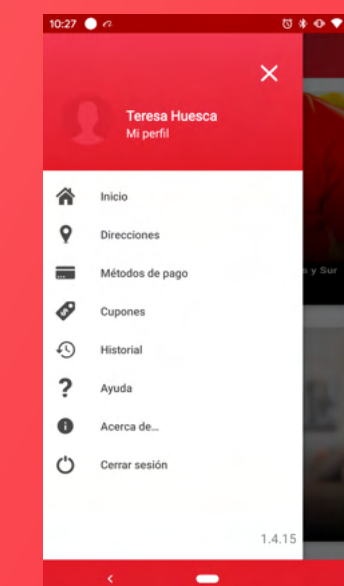 10:27
Teresa Huesca
Mi perfil
Inicio
Direcciones
Métodos de pago
y Sur
Cupones
Historial
Ayuda
Acerca de...
Cerrar sesión
1.4.15